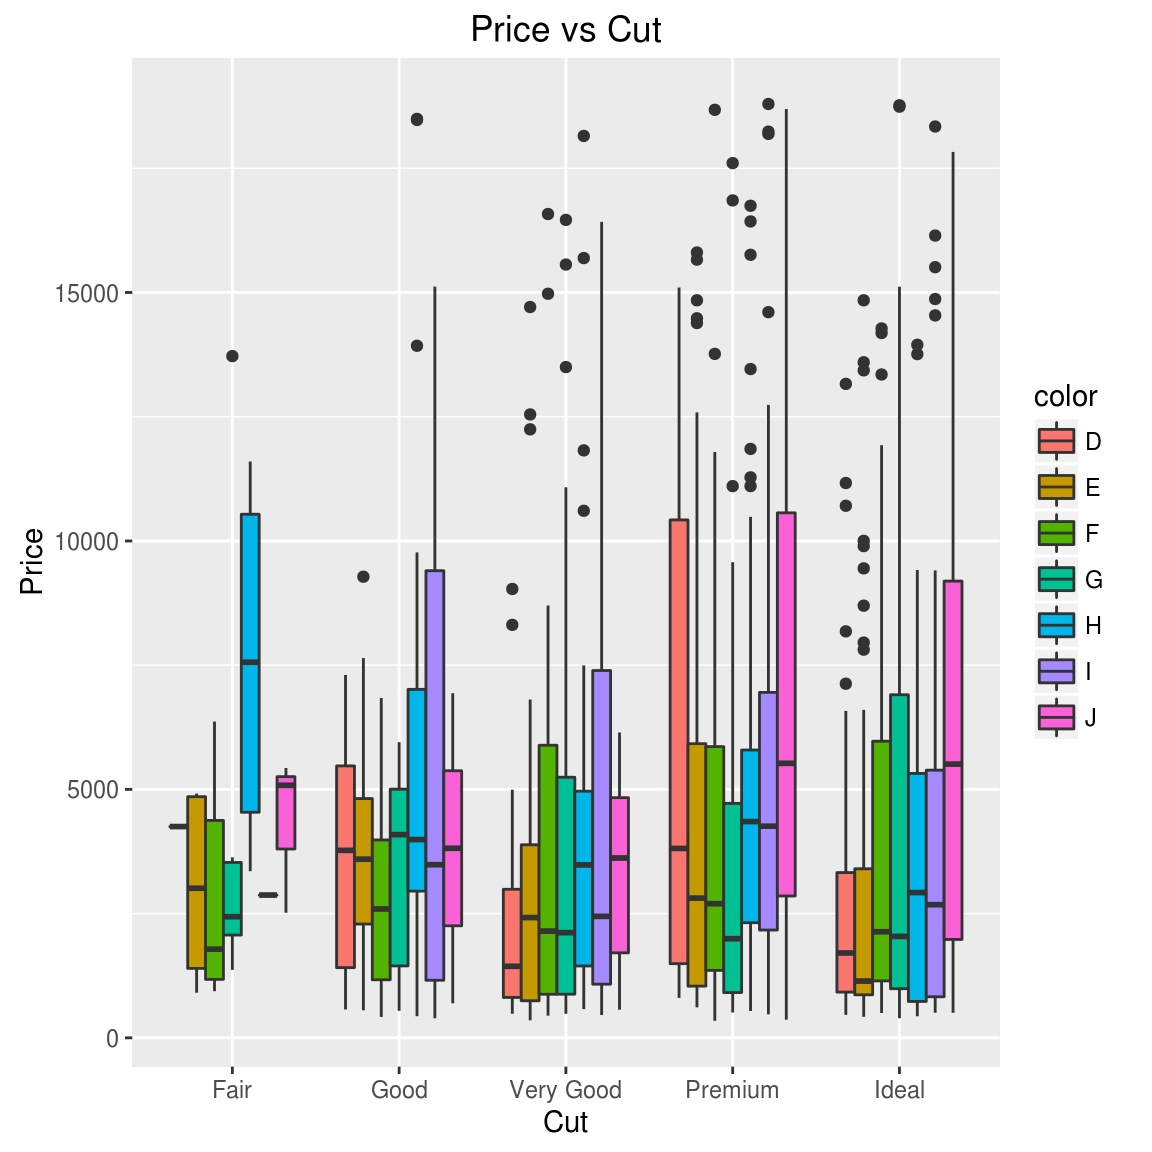 Price vs Cut
Price
15000
10000
5000
0
Fair
Good
Very Good
Premium
Ideal
Cut
color
D
E
F
G
H
I
J